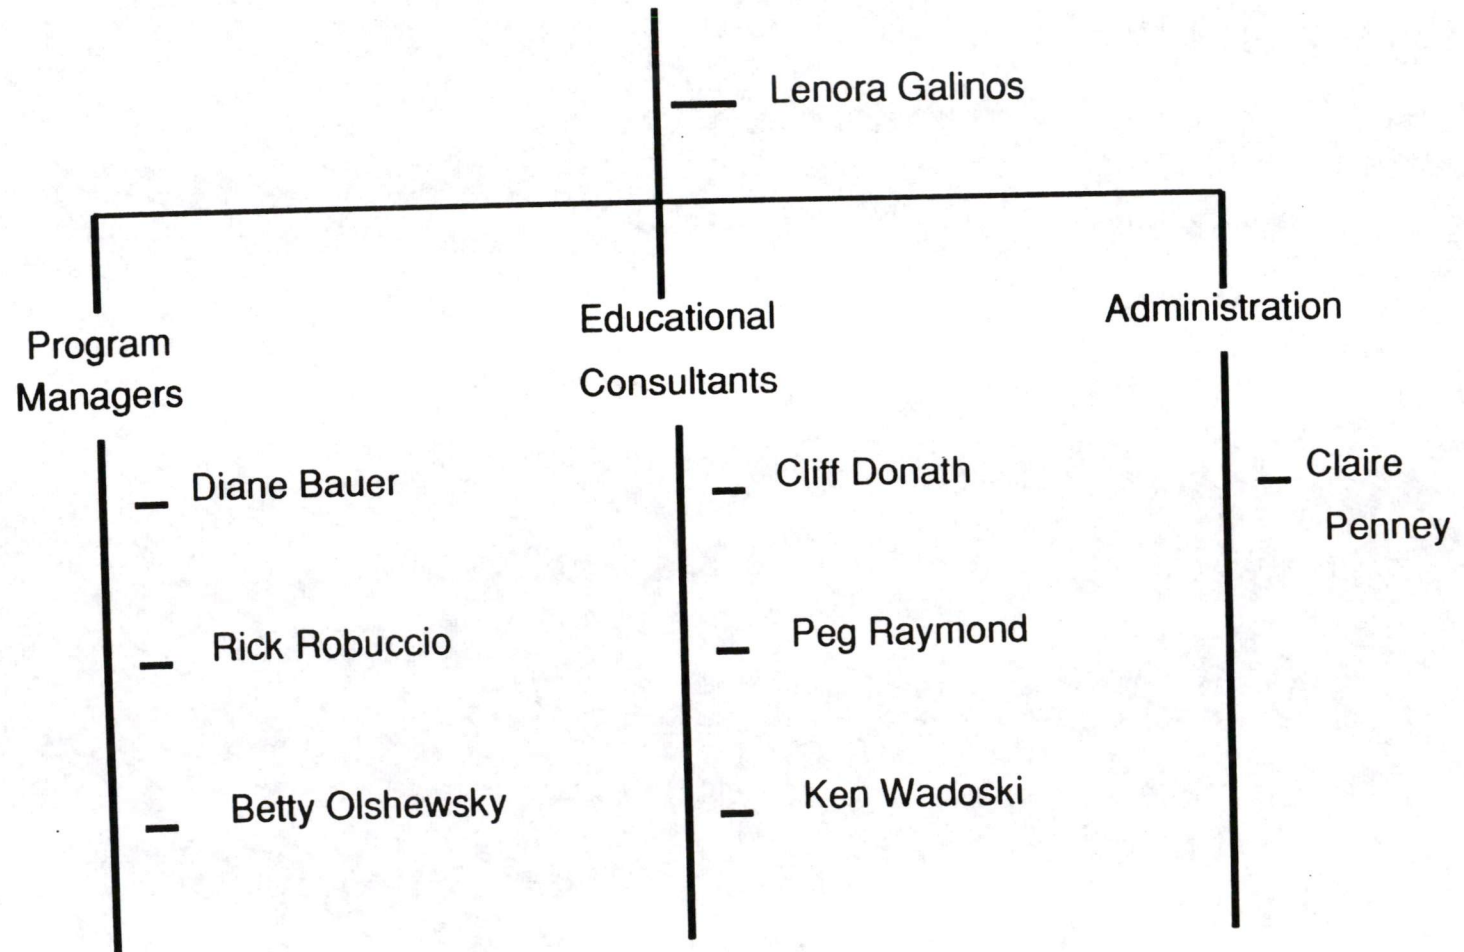 Lenora Galinos
Program
Managers
Diane Bauer
Rick Robuccio
Betty Olshewsky
Educational
Consultants
Cliff Donath
Peg Raymond
Ken Wadoski
Administration
Claire
Penney